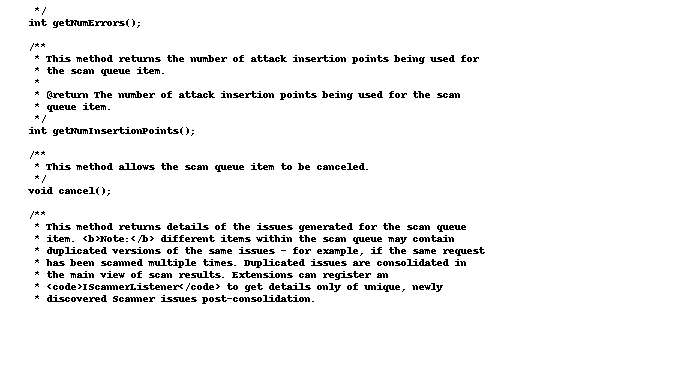 */
int getNumErrors();
/**
* This method returns the number of attack insertion points being used for
* the scan queue item.
*
* @return The number of attack insertion points being used for the scan
* queue item.
*/
int getNumInsertionPoints();
/**
* This method allows the scan queue item to be canceled.
*/
void cancel();
/**
* This method returns details of the issues generated for the scan queue
* item. <b>Note:</b> different items within the scan queue may contain
* duplicated versions of the same issues - for example, if the same request
* has been scanned multiple times. Duplicated issues are consolidated in
* the main view of scan results. Extensions can register an
* <code>IScannerListener</code> to get details only of unique, newly
* discovered Scanner issues post-consolidation.